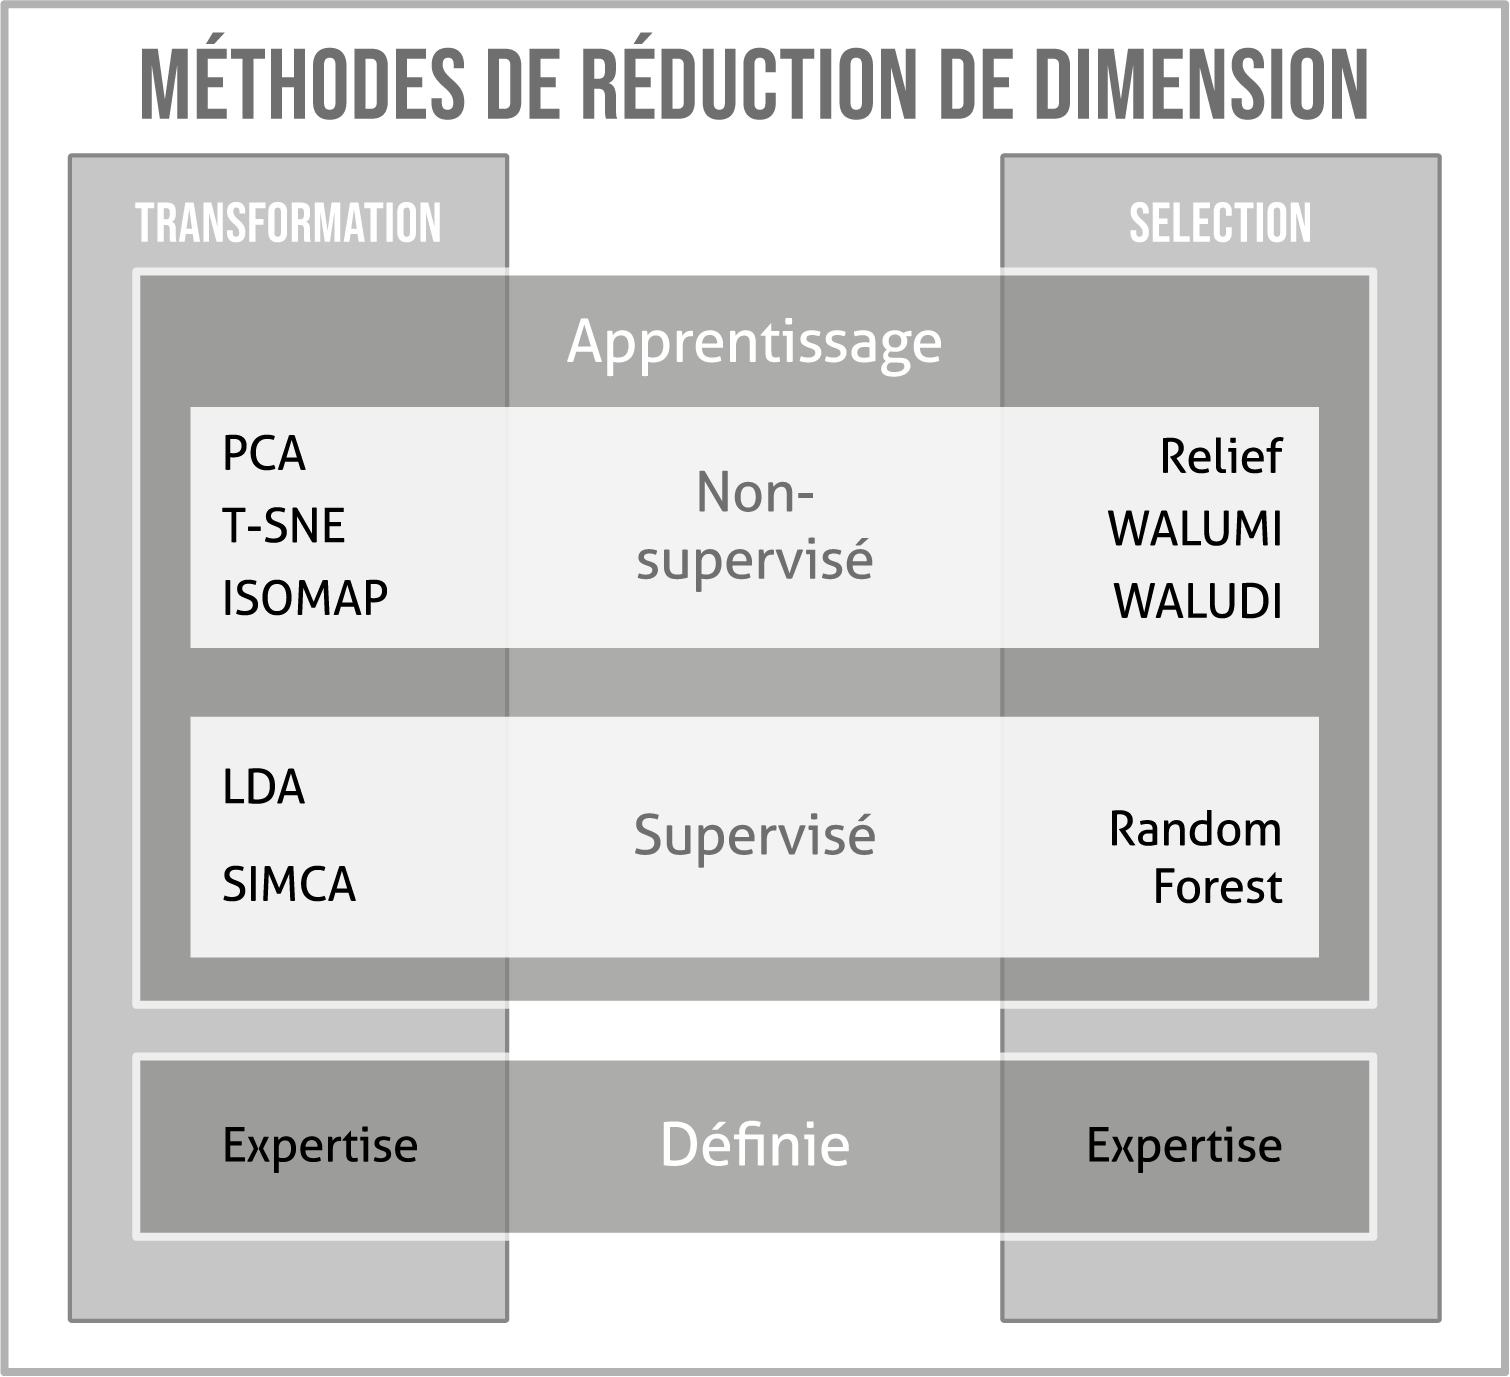 MÉTHODES DE RÉDUCTION DE DIMENSION
TRANSFORMATION
SELECTION
Apprentissage
PCA
T-SNE
ISOMAP
Non-
supervisé
Relief
WALUMI
WALUDI
LDA
SIMCA
Supervisé
Random
Forest
Expertise
Définie
Expertise